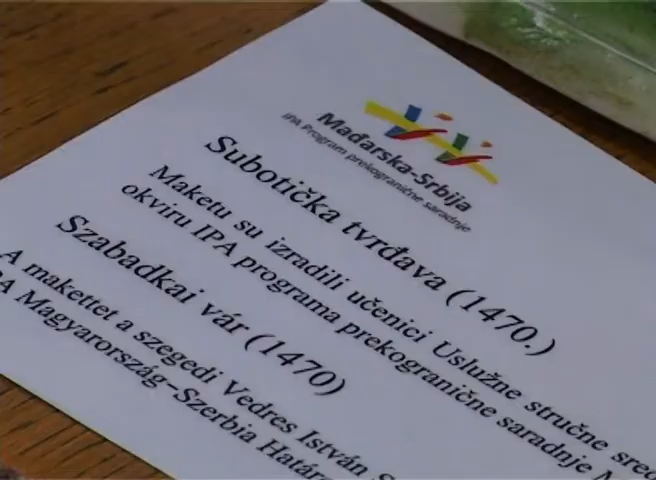 Mađarska-Srbija
IPA Program prekogranične saradnje
Subotička tvrđava (1470.)
Maketu su izradili učenici Uslužne stručne
okviru IPA programa prekogranične saradnje
Szabadkai vár (1470)
A makettet a szegedi Vedres István
Magyarország-Szerbia